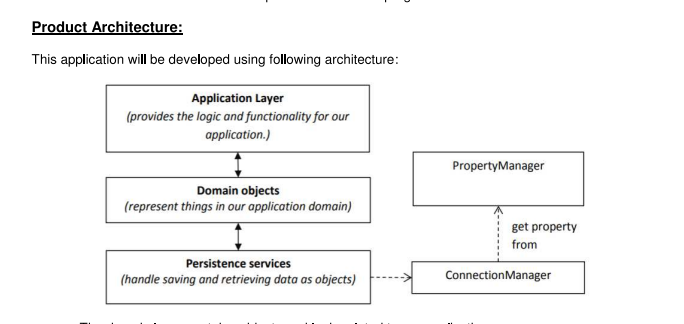 Product Architecture:
This application will be developed using following architecture:
Application Layer
(provides the logic and functionality for our
application.)
Domain objects
(represent things in our application domain)
Persistence services
(handle saving and retrieving data as objects)
PropertyManager
get property
from
ConnectionManager